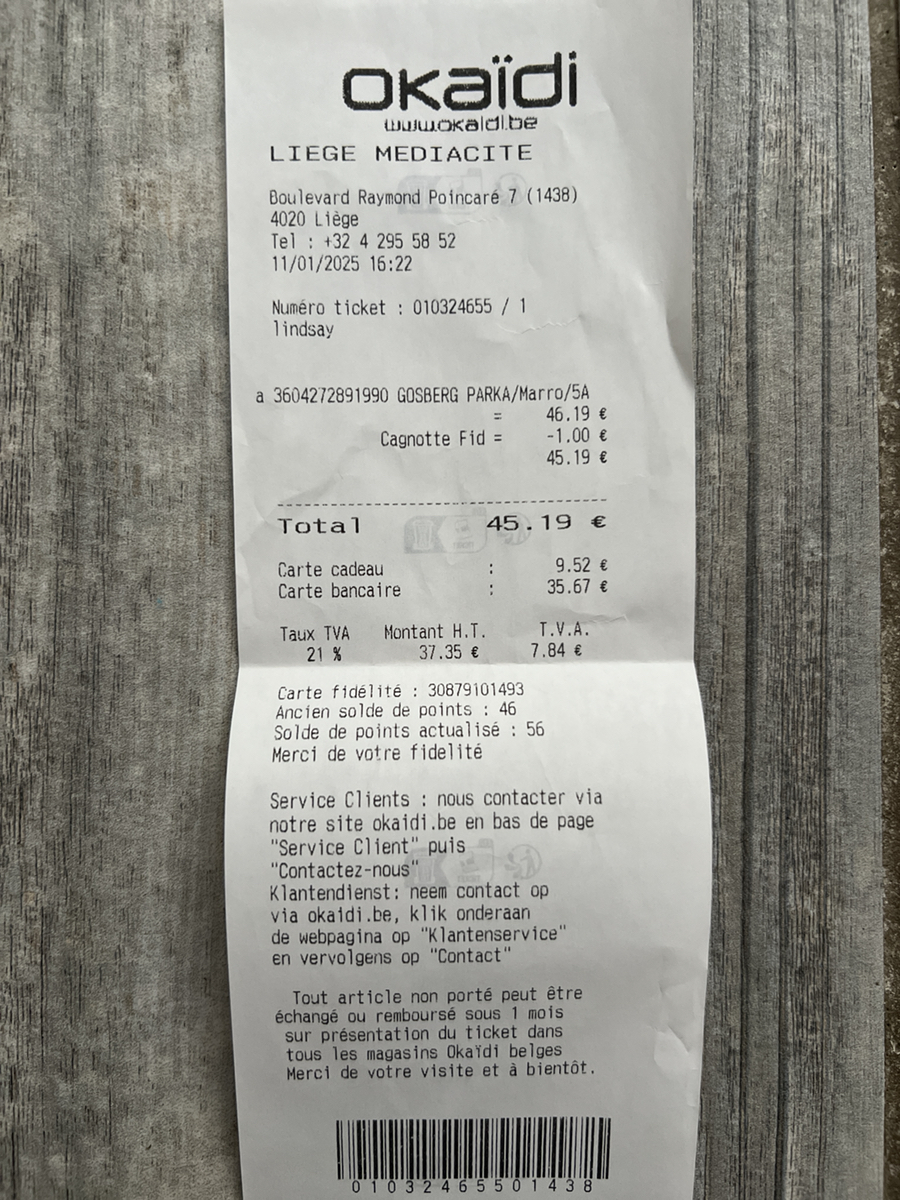 okaïdi
www.okaidi.be
LIEGE MEDIACITE
Boulevard Raymond Poincaré 7 (1438)
4020 Liège
Tel : +32 4 295 58 52
11/01/2025 16:22
Numéro ticket : 010324655 / 1
lindsay
a 3604272891990 GOSBERG PARKA/Marro/5A
= 46.19 €
Cagnotte Fid = -1.00 €
45.19 €
Total 45.19 €
Carte cadeau : 9.52 €
Carte bancaire : 35.67 €
Taux TVA Montant H.T. T.V.A.
21 % 37.35 € 7.84 €
Carte fidélité : 30879101493
Ancien solde de points : 46
Solde de points actualisé : 56
Merci de votre fidelité
Service Clients : nous contacter via
notre site okaidi.be en bas de page
"Service Client" puis
"Contactez-nous"
Klantendienst: neem contact op
via okaidi.be, klik onderaan
de webpagina op "Klantenservice"
en vervolgens op "Contact"
Tout article non porté peut être
échangé ou remboursé sous 1 mois
sur présentation du ticket dans
tous les magasins Okaïdi belges
Merci de votre visite et à bientôt.
01032465501438